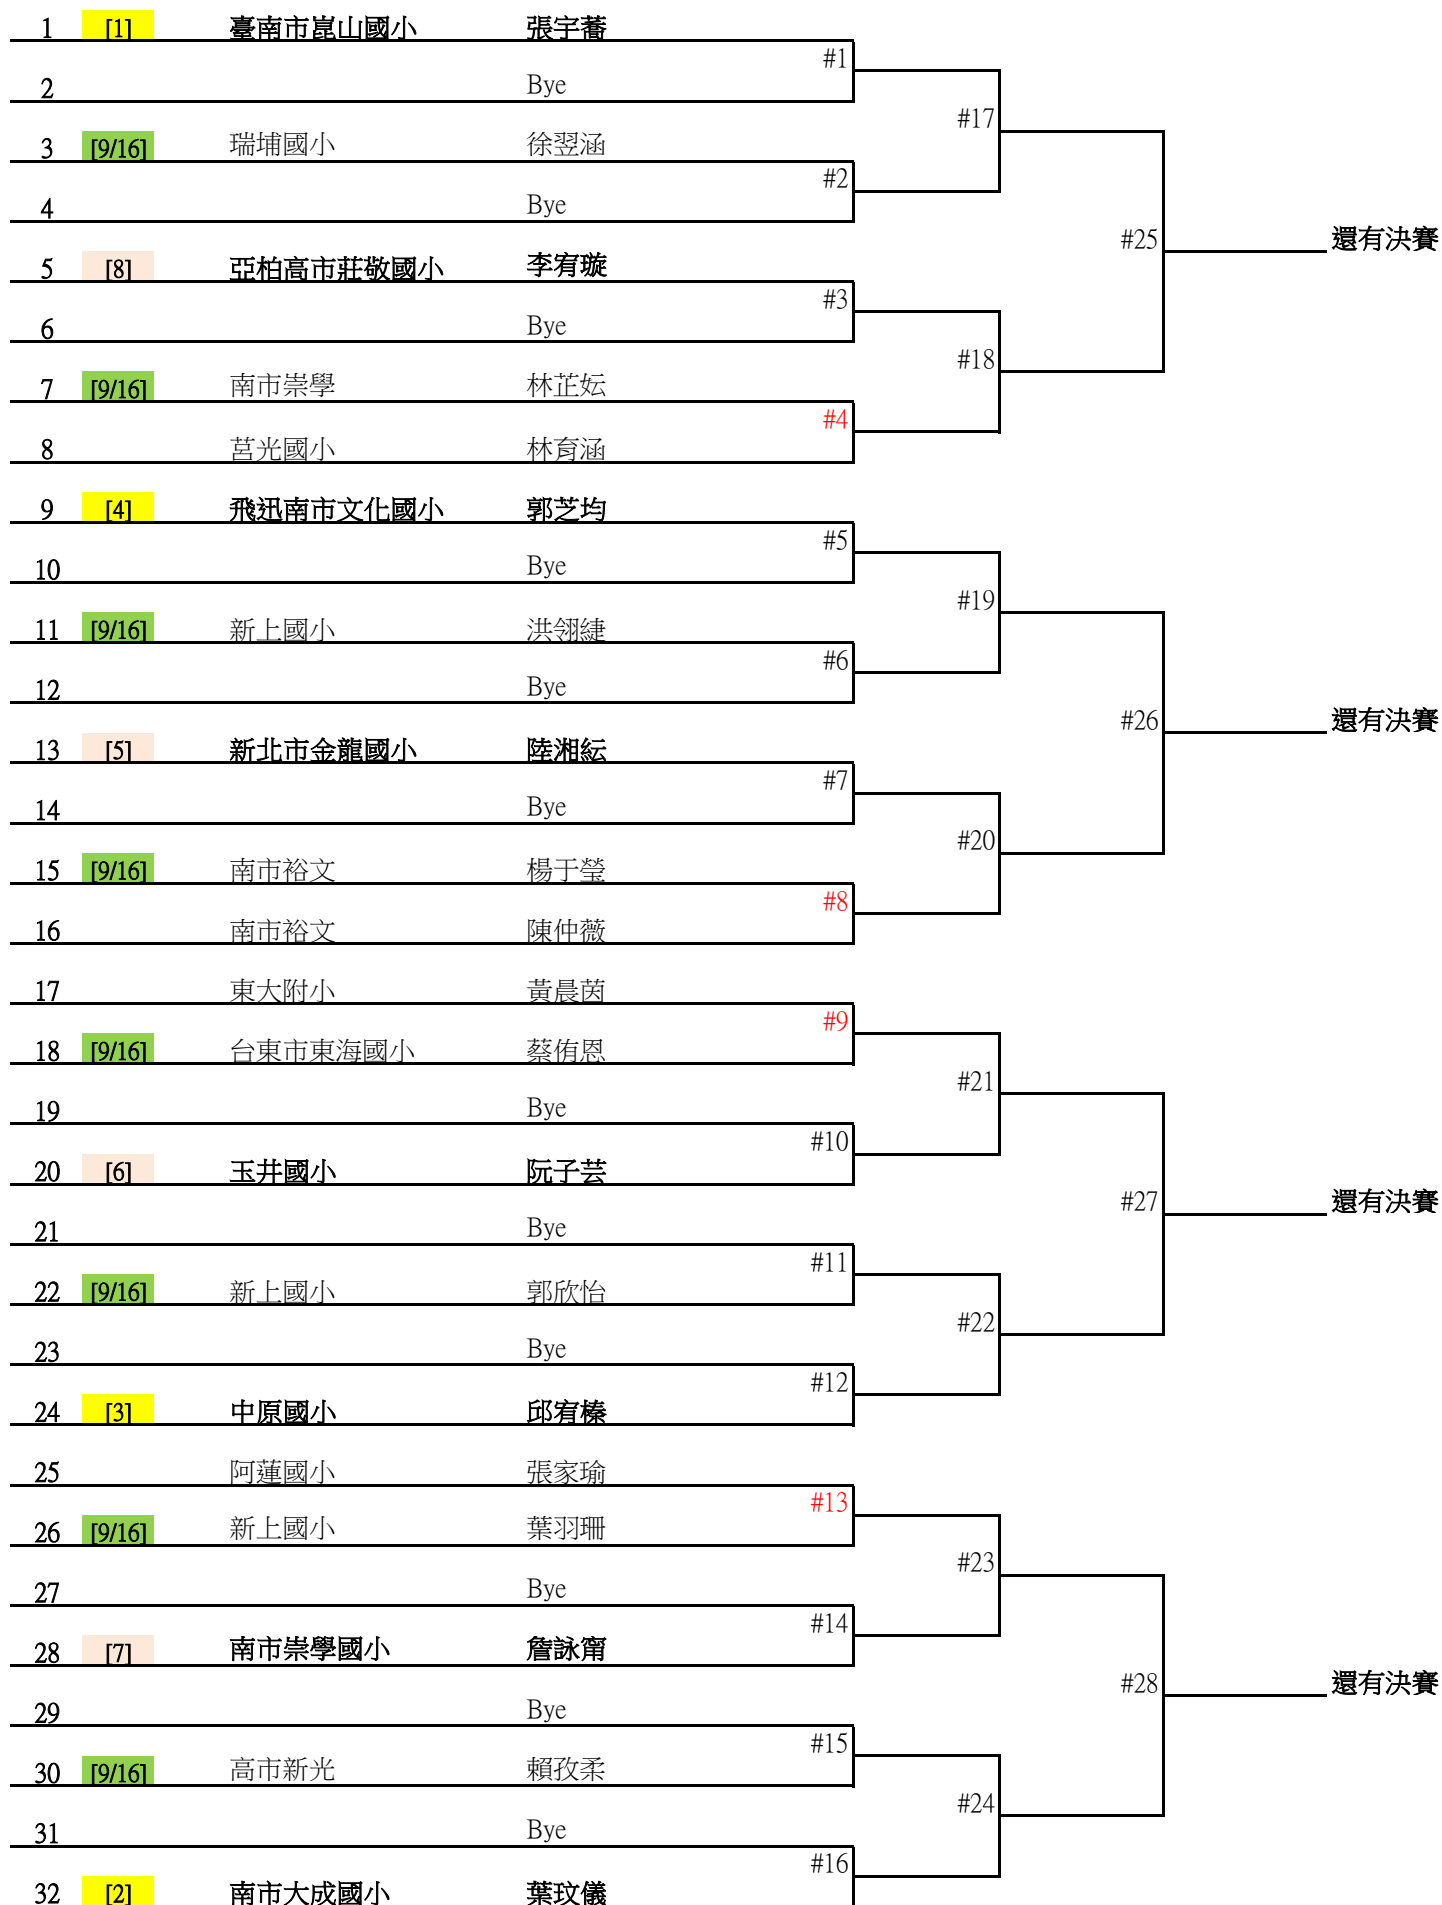 1 [1] 臺南市崑山國小 張宇蕎
#1
2 Bye
#17
3 [9/16] 瑞埔國小 徐翌涵
#2
4 Bye
#25 還有決賽
5 [8] 亞柏高市莊敬國小 李宥璇
#3
6 Bye
#18
7 [9/16] 南市崇學 林芷妘
#4
8 莒光國小 林育涵
9 [4] 飛迅南市文化國小 郭芝均
#5
10 Bye
#19
11 [9/16] 新上國小 洪翎緁
#6
12 Bye
#26 還有決賽
13 [5] 新北市金龍國小 陸湘紜
#7
14 Bye
#20
15 [9/16] 南市裕文 楊于瑩
#8
16 南市裕文 陳仲薇
17 東大附小 黃晨茵
#9
18 [9/16] 台東市東海國小 蔡侑恩
#21
19 Bye
#10
20 [6] 玉井國小 阮子芸
#27 還有決賽
21 Bye
#11
22 [9/16] 新上國小 郭欣怡
#22
23 Bye
#12
24 [3] 中原國小 邱宥榛
25 阿蓮國小 張家瑜
#13
26 [9/16] 新上國小 葉羽珊
#23
27 Bye
#14
28 [7] 南市崇學國小 詹詠甯
#28 還有決賽
29 Bye
#15
30 [9/16] 高市新光 賴孜柔
#24
31 Bye
#16
32 [2] 南市大成國小 葉玟儀